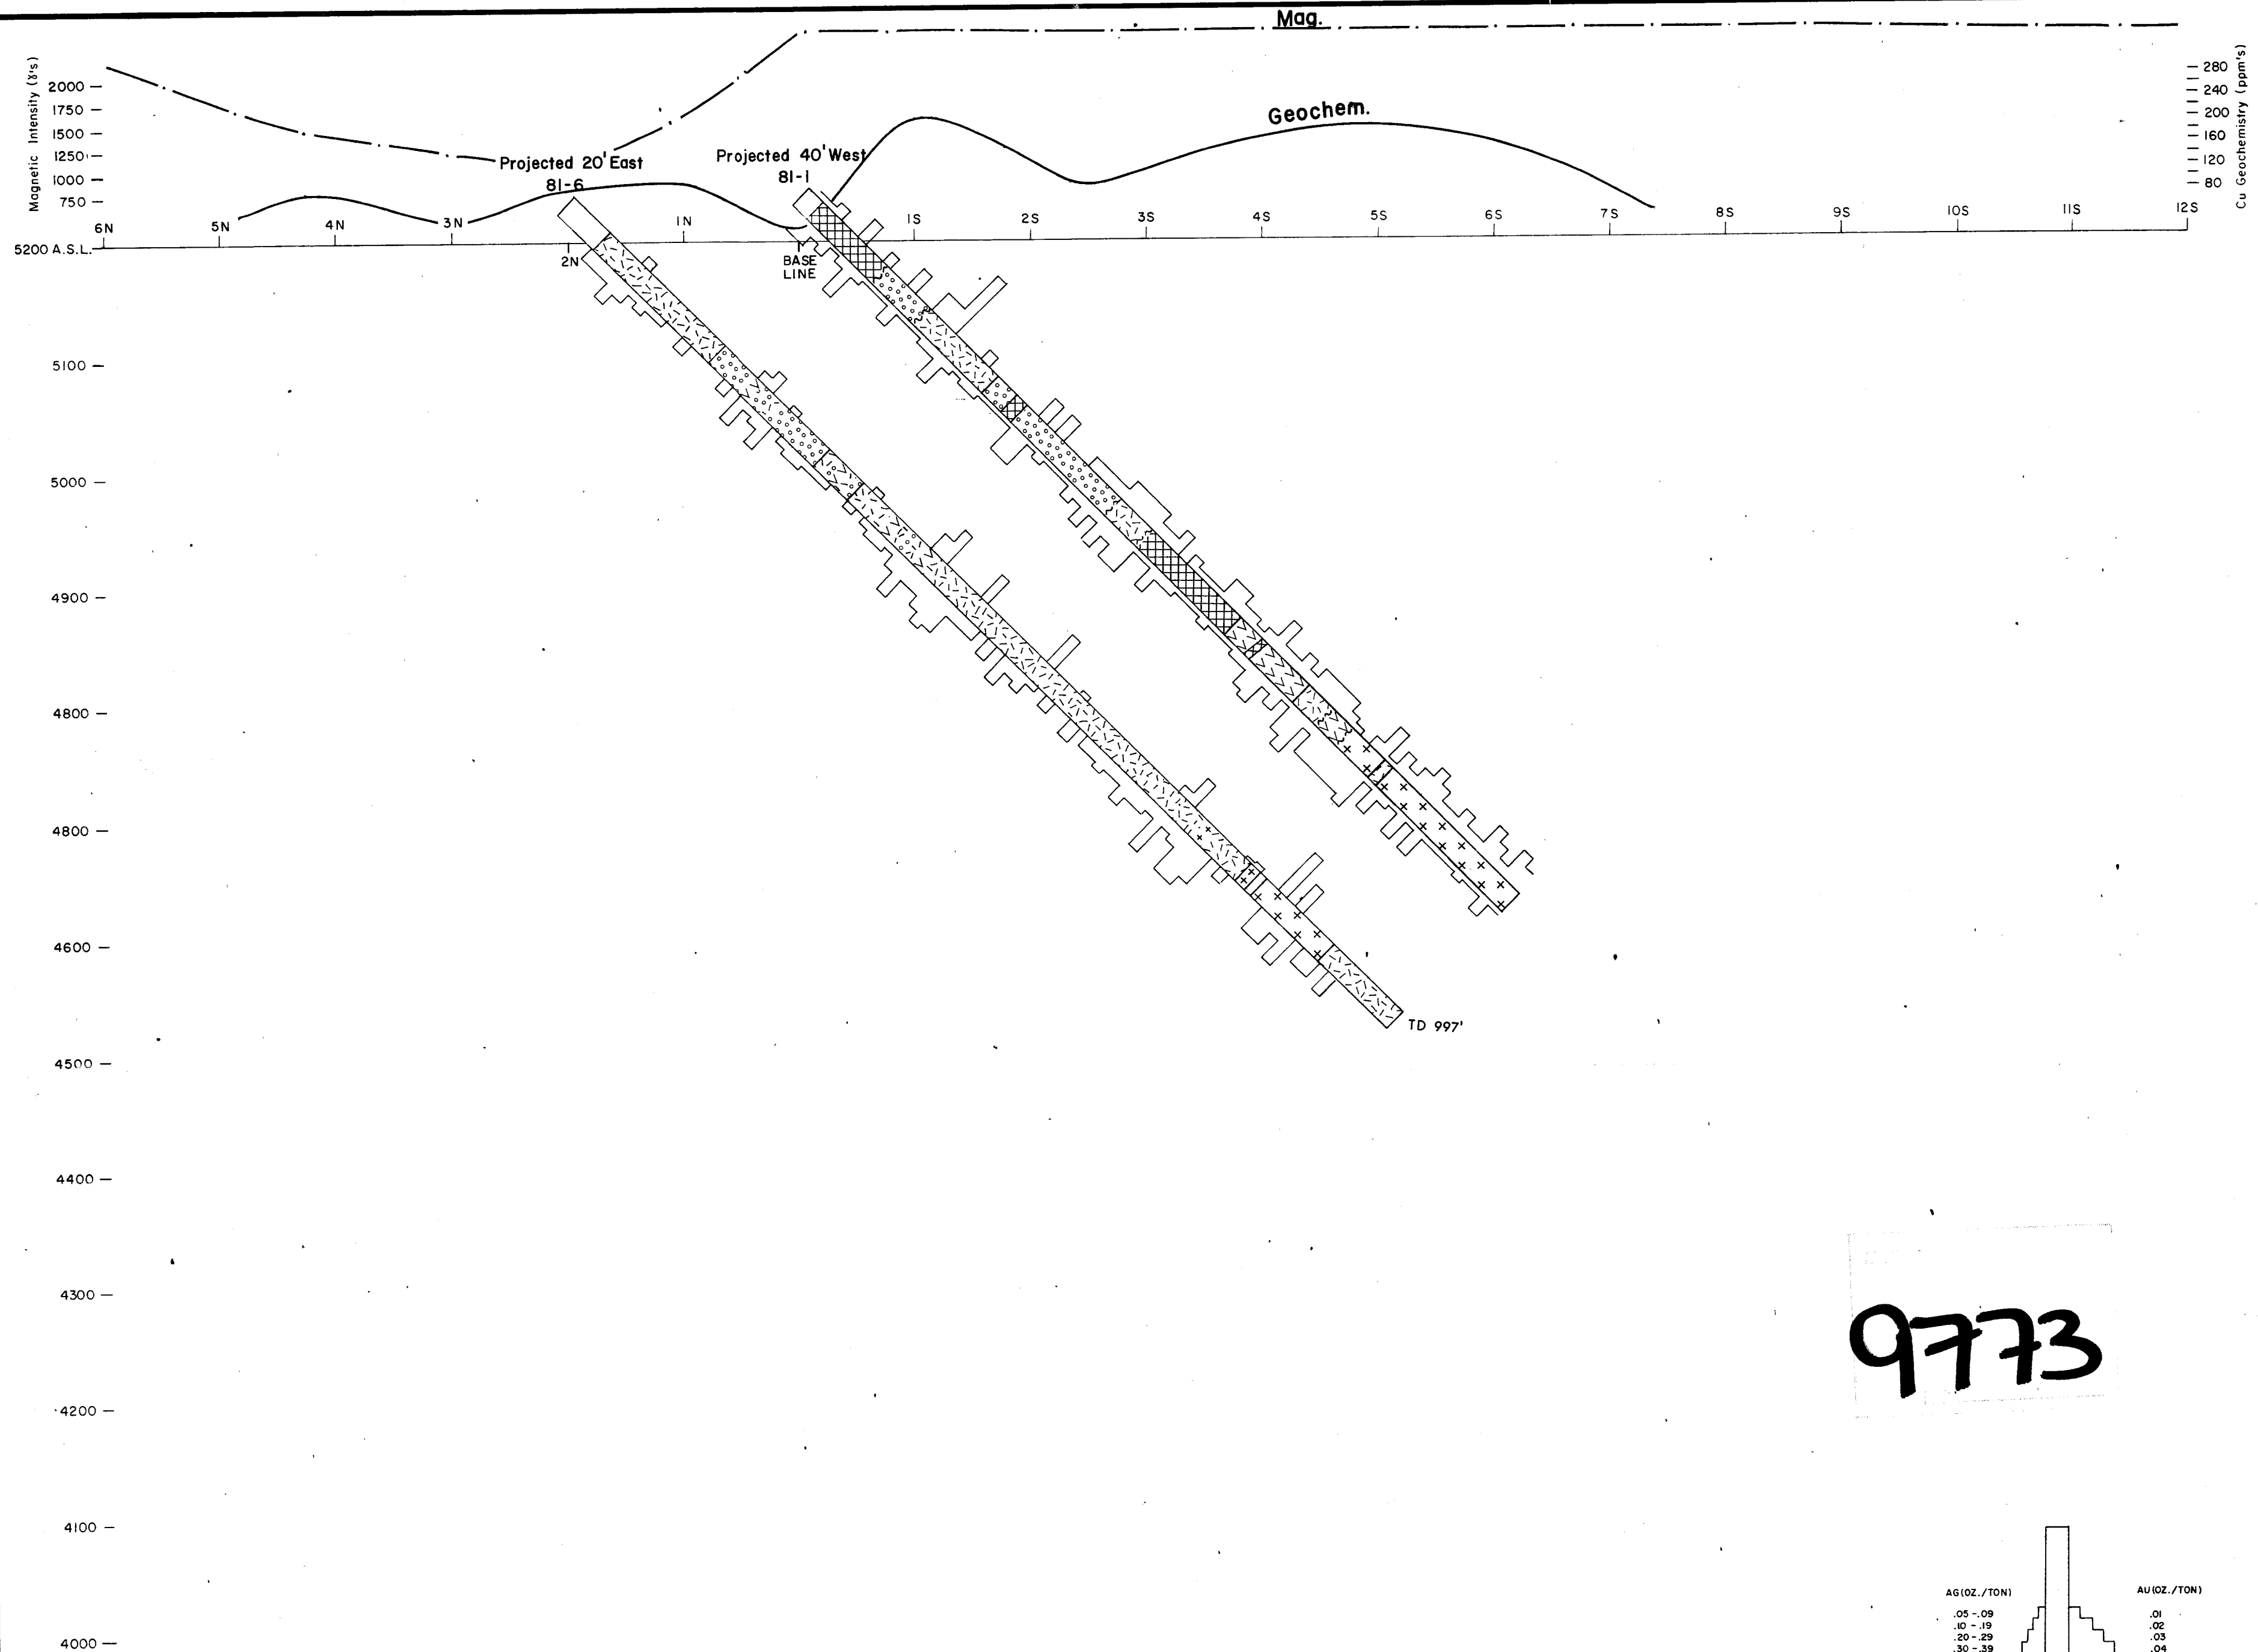 Mag.
Magnetic Intensity (γ's)
2000
1750
1500
1250
1000
750
280
240
200
160
120
80
Cu Geochemistry (ppm's)
Geochem.
Projected 20' East
81-6
Projected 40' West
81-1
6N
5N
4N
3N
2N
1N
BASE
LINE
1S
2S
3S
4S
5S
6S
7S
8S
9S
10S
11S
12S
5200 A.S.L.
5100
5000
4900
4800
4800
4600
4500
4400
4300
4200
4100
4000
TD 997'
9773
AG(OZ./TON)
.05-.09
.10-.19
.20-.29
.30-.39
AU(OZ./TON)
.01
.02
.03
.04